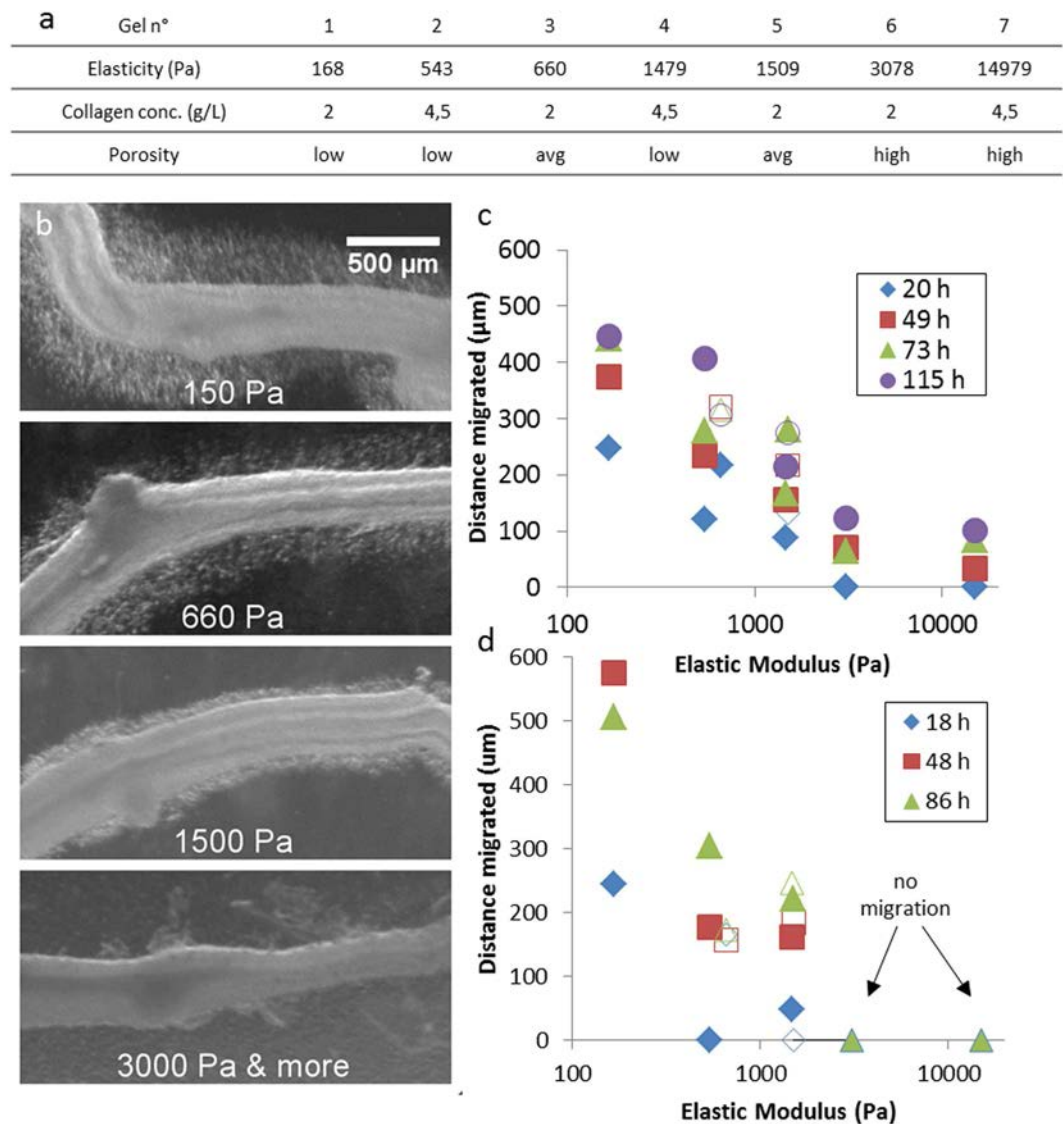 a
Gel n° 1 2 3 4 5 6 7
Elasticity (Pa) 168 543 660 1479 1509 3078 14979
Collagen conc. (g/L) 2 4,5 2 4,5 2 2 4,5
Porosity low low avg low avg high high
b
500 μm
150 Pa
660 Pa
1500 Pa
3000 Pa & more
c
Distance migrated (μm)
600
500
400
300
200
100
0
100 1000 10000
Elastic Modulus (Pa)
20 h
49 h
73 h
115 h
d
Distance migrated (um)
600
500
400
300
200
100
0
100 1000 10000
Elastic Modulus (Pa)
18 h
48 h
86 h
no
migration